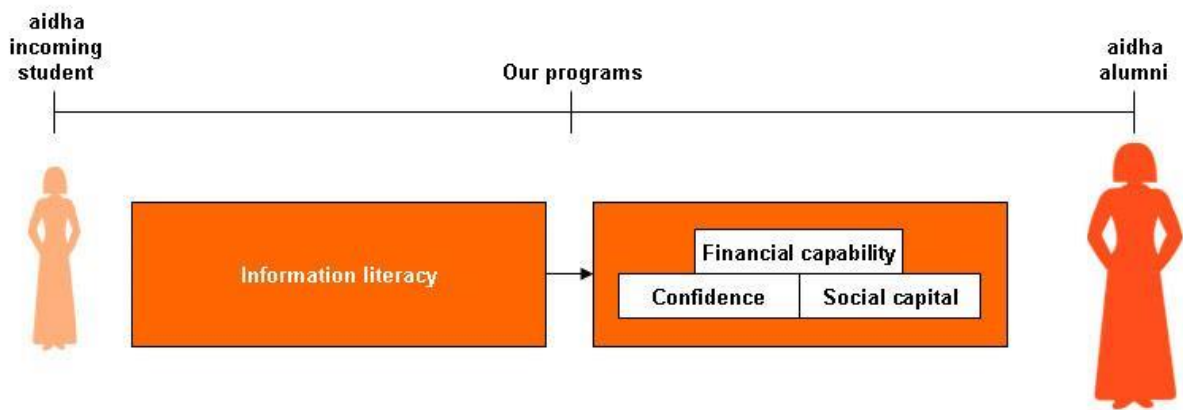 aidha
incoming
student
Our programs
aidha
alumni
Information literacy
Financial capability
Confidence
Social capital